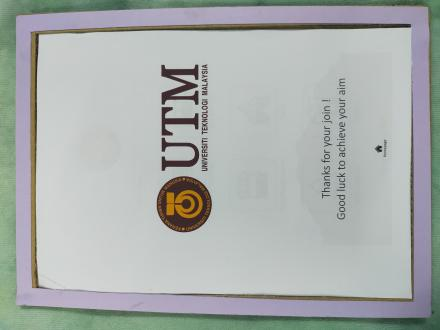 UTM
UNIVERSITI TEKNOLOGI MALAYSIA
Thanks for your join !
Good luck to achieve your aim